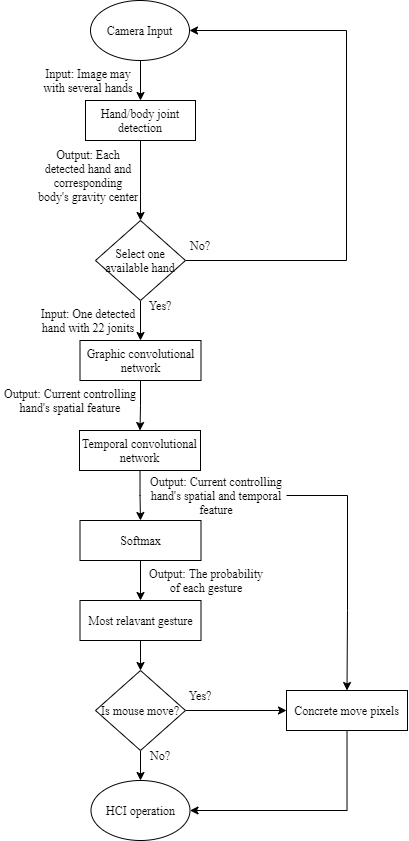 Camera Input
Input: Image may
with several hands
Hand/body joint
detection
Output: Each
detected hand and
corresponding
body's gravity center
No?
Select one
available hand
Yes?
Input: One detected
hand with 22 jonits
Graphic convolutional
network
Output: Current controlling
hand's spatial feature
Temporal convolutional
network
Output: Current controlling
hand's spatial and temporal
feature
Softmax
Output: The probability
of each gesture
Most relavant gesture
Yes?
Is mouse move?
Concrete move pixels
No?
HCI operation